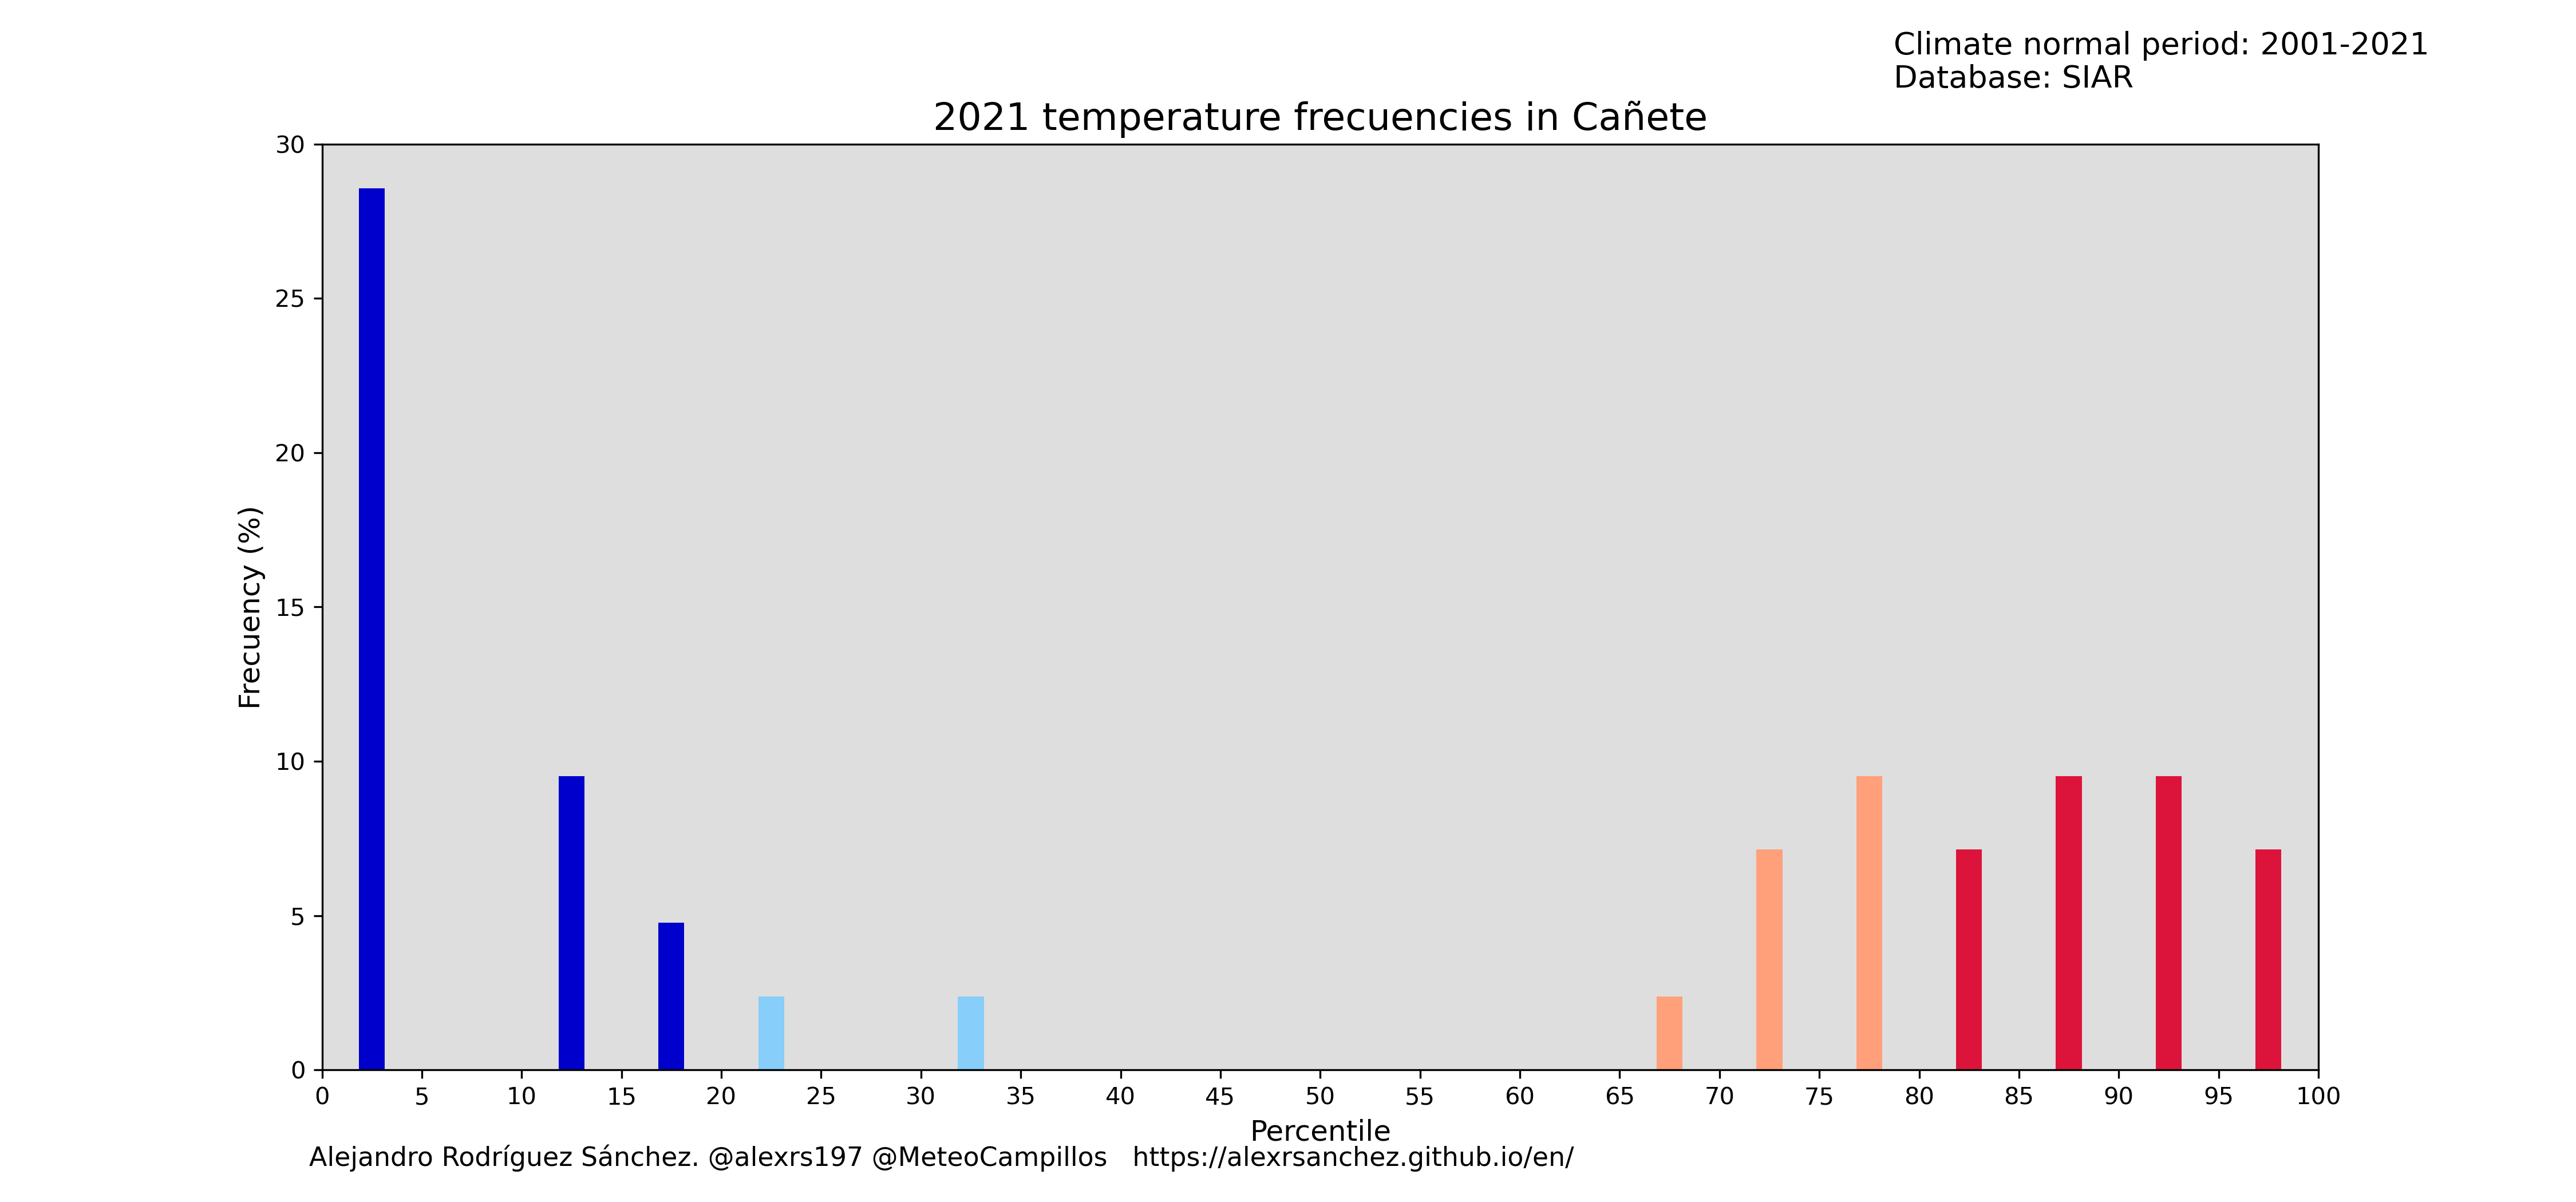 Climate normal period: 2001-2021
Database: SIAR
2021 temperature frecuencies in Cañete
30
25
20
15
10
5
0
Frecuency (%)
0 5 10 15 20 25 30 35 40 45 50 55 60 65 70 75 80 85 90 95 100
Percentile
Alejandro Rodríguez Sánchez. @alexrs197 @MeteoCampillos https://alexrsanchez.github.io/en/